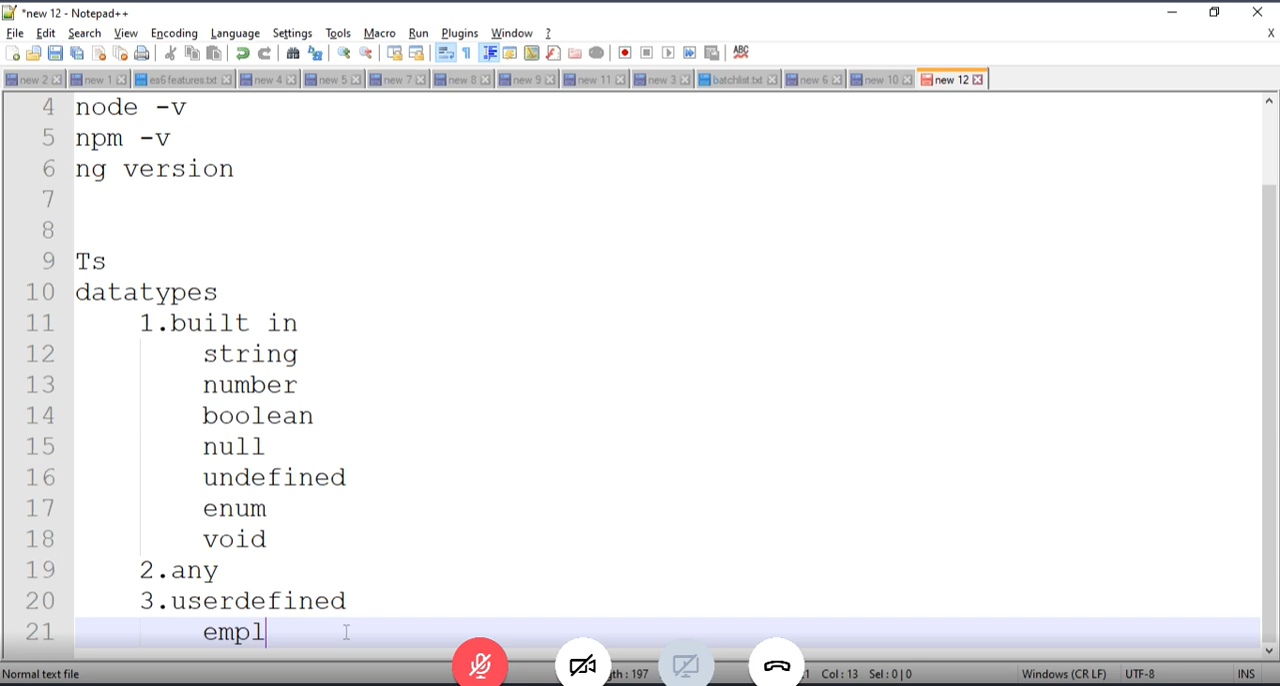 *new 12 - Notepad++
File Edit Search View Encoding Language Settings Tools Macro Run Plugins Window ? X
ABC
new 2 new 1 es6 features.txt new 4 new 5 new 7 new 8 new 9 new 11 new 3 batchlist.txt new 6 new 10 new 12
4 node -v
5 npm -v
6 ng version
7
8
9 Ts
10 datatypes
11 1.built in
12 string
13 number
14 boolean
15 null
16 undefined
17 enum
18 void
19 2.any
20 3.userdefined
21 empl
Normal text file gth : 197 1 Col : 13 Sel : 0 | 0 Windows (CR LF) UTF-8 INS